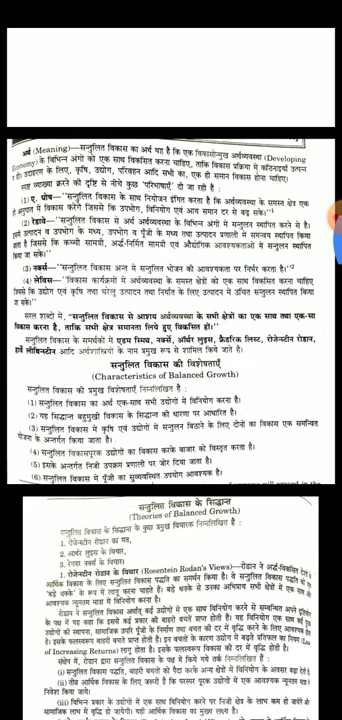 अर्थ (Meaning)—सन्तुलित विकास का अर्थ यह है कि एक विकासोन्मुख अर्थव्यवस्था (Developing
Economy) के विभिन्न अंगों को एक साथ विकसित करना चाहिए, ताकि विकास प्रक्रिया में कठिनाइयाँ उत्पन्न
न हों। उदाहरण के लिए, कृषि, उद्योग, परिवहन आदि सभी का, एक ही समान विकास होना चाहिए।
स्पष्ट व्याख्या करने की दृष्टि से नीचे कुछ 'परिभाषाएँ' दी जा रही हैं :
(1) ए. घोष—"सन्तुलित विकास के साथ नियोजन इंगित करता है कि अर्थव्यवस्था के समस्त क्षेत्र एक
ही अनुपात में विकास करेंगे जिससे कि उपभोग, विनियोग एवं आय समान दर से बढ़ सकें।"
(2) रेडावे—"सन्तुलित विकास से अर्थ अर्थव्यवस्था के विभिन्न अंगों में सन्तुलन स्थापित करने से है।
इसमें उत्पादन व उपभोग के मध्य, उपभोग व पूँजी के मध्य तथा उत्पादन प्रणालों में समन्वय स्थापित किया
जाता है जिससे कि कच्ची सामग्री, अर्द्ध-निर्मित सामग्री एवं औद्योगिक आवश्यकताओं में सन्तुलन स्थापित
किया जा सके।"
(3) नर्क्स—"सन्तुलित विकास अन्त में सन्तुलित भोजन की आवश्यकता पर निर्भर करता है।"
(4) लेविस—"विकास कार्यक्रमों में अर्थव्यवस्था के समस्त क्षेत्रों को एक साथ विकसित करना चाहिए,
जिससे कि उद्योग एवं कृषि तथा घरेलू उत्पादन तथा निर्यात के लिए उत्पादन में उचित सन्तुलन स्थापित किया
जा सके।"
सरल शब्दों में, "सन्तुलित विकास से आशय अर्थव्यवस्था के सभी क्षेत्रों का एक साथ तथा एक-सा
विकास करना है, ताकि सभी क्षेत्र समानता लिये हुए विकसित हों।"
सन्तुलित विकास के समर्थकों में एडम स्मिथ, नर्क्से, ऑर्थर लुइस, फ्रैडरिक लिस्ट, रोजेनस्टीन रोडान,
हार्वे लीविन्स्टीन आदि अर्थशास्त्रियों के नाम प्रमुख रूप से शामिल किये जाते हैं।
सन्तुलित विकास की विशेषताएँ
(Characteristics of Balanced Growth)
सन्तुलित विकास की प्रमुख विशेषताएँ निम्नलिखित हैं :
(1) सन्तुलित विकास का अर्थ एक-साथ सभी उद्योगों में विनियोग करना है।
(2) यह सिद्धान्त बहुमुखी विकास के सिद्धान्त की धारणा पर आधारित है।
(3) सन्तुलित विकास में कृषि एवं उद्योगों में सन्तुलन बिठाने के लिए दोनों का विकास एक समन्वित
योजना के अन्तर्गत किया जाता है।
(4) सन्तुलित विकासपूरक उद्योगों का विकास करके बाजार को विस्तृत करता है।
(5) इसके अन्तर्गत निजी उपक्रम प्रणाली पर जोर दिया जाता है।
(6) सन्तुलित विकास में पूँजी का सुव्यवस्थित उपयोग आवश्यक है।
सन्तुलित विकास के सिद्धान्त
(Theories of Balanced Growth)
सन्तुलित विकास के सिद्धान्त के कुछ प्रमुख विचारक निम्नलिखित हैं :
1. रोजेनस्टीन रोडान का मत,
2. आर्थर लुइस के विचार,
3. रेगनर नर्क्स के विचार।
1. रोजेनस्टीन रोडान के विचार (Rosentein Rodan's Views)—रोडान ने अर्द्ध-विकसित देशों के
आर्थिक विकास के लिए सन्तुलित विकास पद्धति का समर्थन किया है। वे सन्तुलित विकास पद्धति को
'बड़े धक्के' के रूप में लागू करना चाहते हैं। बड़े धक्के से उनका अभिप्राय सभी क्षेत्रों में एक साथ
आवश्यक न्यूनतम मात्रा में विनियोग करना है।
रोडान ने सन्तुलित विकास अर्थात् कई उद्योगों में एक साथ विनियोग करने से सम्बन्धित अपने दृष्टिकोण
के पक्ष में यह कहा कि इससे कई प्रकार की बाहरी बचतें प्राप्त होती हैं। यह विनियोग एक साथ कई
उद्योगों की स्थापना, सामाजिक उपरि पूँजी के निर्माण तथा बचत की दर में वृद्धि करने के लिए आवश्यक
है। इसके फलस्वरूप बाहरी बचतें प्राप्त होती हैं। इन बचतों के कारण उद्योग में बढ़ते प्रतिफल का नियम (Law
of Increasing Returns) लागू होता है। इसके फलस्वरूप विकास की दर में वृद्धि होती है।
संक्षेप में, रोडान द्वारा सन्तुलित विकास के पक्ष में किये गये तर्क निम्नलिखित हैं :
(i) सन्तुलित विकास पद्धति, बाहरी बचतों को पैदा करके अन्य क्षेत्रों में विनियोग के अवसर बढ़ा देती है।
(ii) तीव्र आर्थिक विकास के लिए जरूरी है कि परस्पर पूरक उद्योगों में एक आवश्यक न्यूनतम मात्रा में
निवेश किया जाये।
(iii) विभिन्न प्रकार के उद्योगों में एक साथ विनियोग करने पर निजी क्षेत्र के लाभ कम हो जायेंगे
सामाजिक लाभ में वृद्धि हो जायेगी। यही आर्थिक विकास का मुख्य लक्ष्य है।